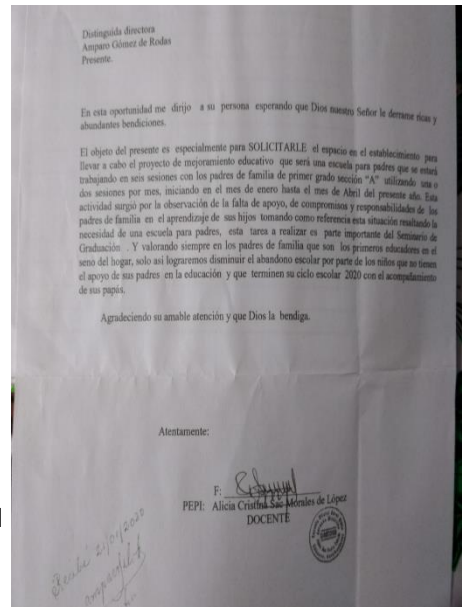 Distinguida directora
Amparo Gómez de Rodas
Presente.
En esta oportunidad me dirijo a su persona esperando que Dios nuestro Señor le derrame ricas y
abundantes bendiciones.
El objeto del presente es especialmente para SOLICITARLE el espacio en el establecimiento para
llevar a cabo el proyecto de mejoramiento educativo que será una escuela para padres que se estará
trabajando en seis sesiones con los padres de familia de primer grado sección "A" utilizando una o
dos sesiones por mes, iniciando en el mes de enero hasta el mes de Abril del presente año. Esta
actividad surgió por la observación de la falta de apoyo, de compromisos y responsabilidades de los
padres de familia en el aprendizaje de sus hijos tomando como referencia esta situación resultando la
necesidad de una escuela para padres, esta tarea a realizar es parte importante del Seminario de
Graduación . Y valorando siempre en los padres de familia que son los primeros educadores en el
seno del hogar, solo así lograremos disminuir el abandono escolar por parte de los niños que no tienen
el apoyo de sus padres en la educación y que terminen su ciclo escolar 2020 con el acompañamiento
de sus papás.
Agradeciendo su amable atención y que Dios la bendiga.
Atentamente:
F:
PEPI: Alicia Cristina Sac Morales de López
DOCENTE
Recibí 21/01/2020